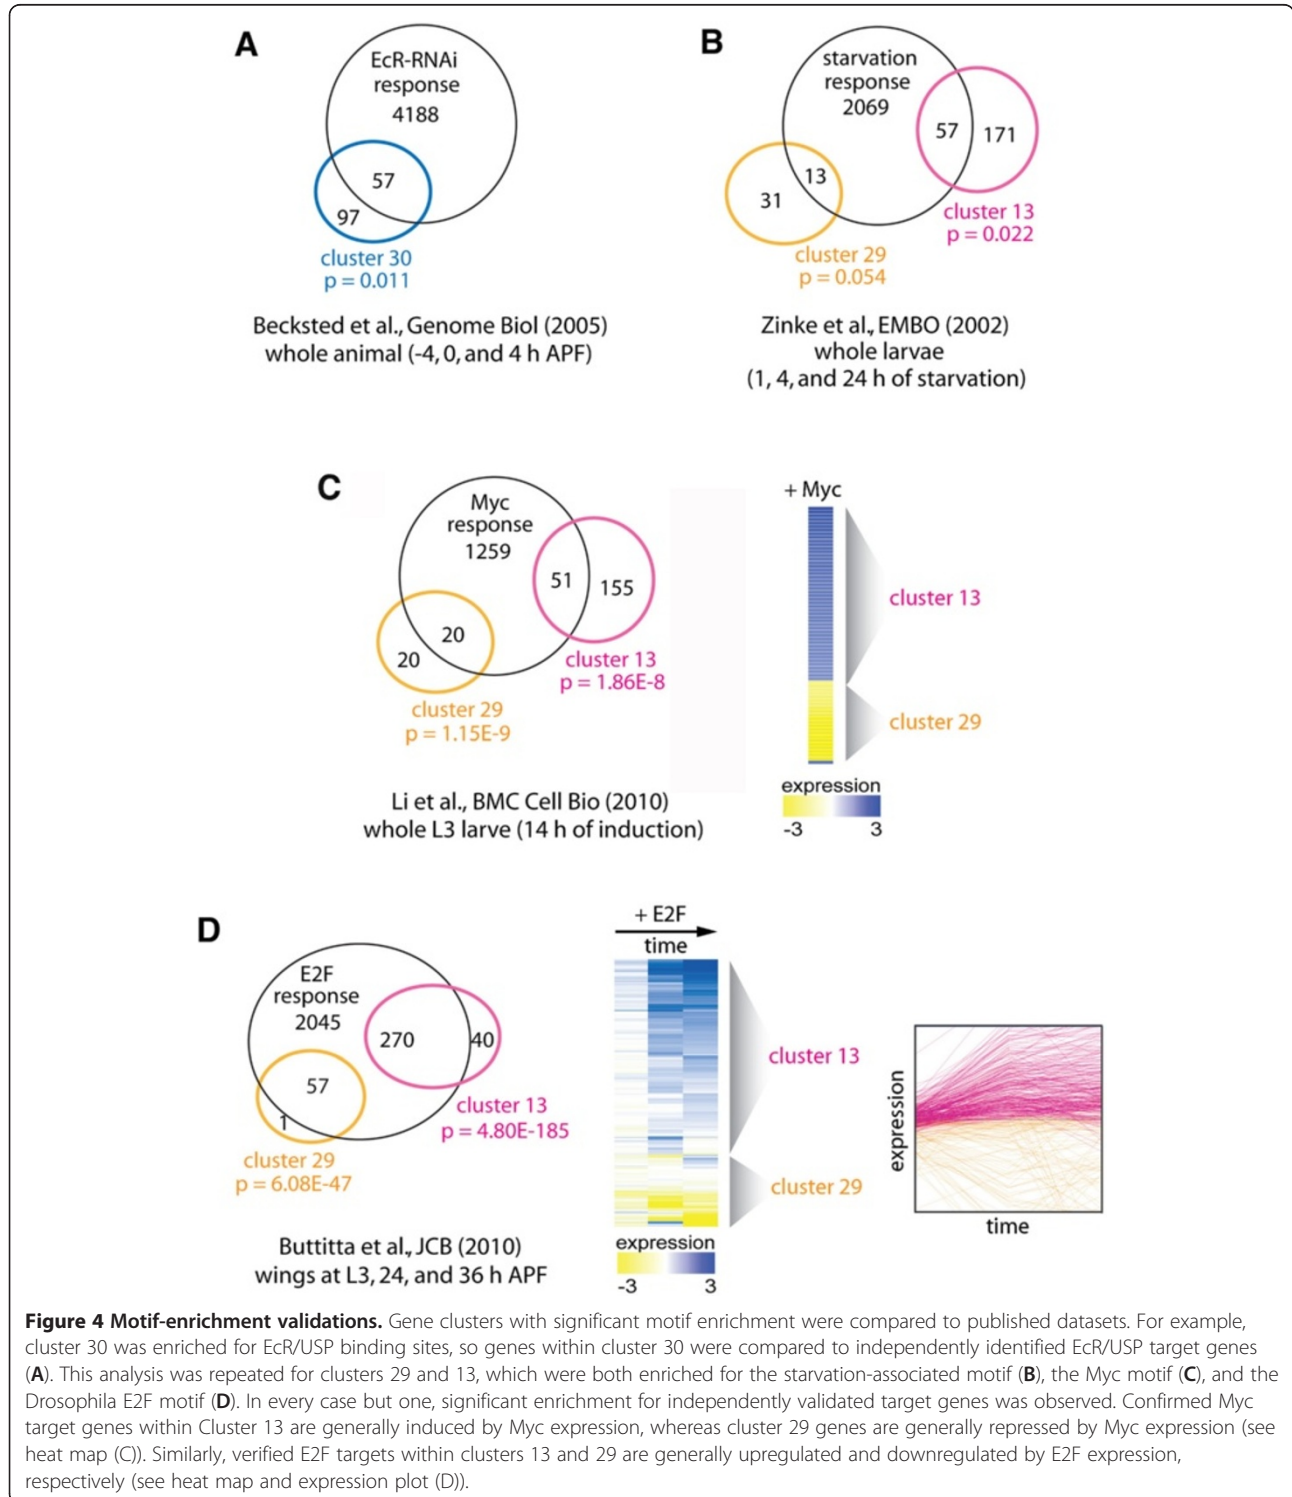 A
EcR-RNAi
response
4188
57
97
cluster 30
p = 0.011
Becksted et al., Genome Biol (2005)
whole animal (-4, 0, and 4 h APF)
B
starvation
response
2069
57
171
13
31
cluster 13
p = 0.022
cluster 29
p = 0.054
Zinke et al., EMBO (2002)
whole larvae
(1, 4, and 24 h of starvation)
C
Myc
response
1259
51
155
20
20
cluster 13
p = 1.86E-8
cluster 29
p = 1.15E-9
Li et al., BMC Cell Bio (2010)
whole L3 larve (14 h of induction)
+ Myc
cluster 13
cluster 29
expression
-3 3
D
E2F
response
2045
270
40
57
1
cluster 13
p = 4.80E-185
cluster 29
p = 6.08E-47
Buttitta et al., JCB (2010)
wings at L3, 24, and 36 h APF
+ E2F
time
cluster 13
cluster 29
expression
-3 3
expression
time
Figure 4 Motif-enrichment validations. Gene clusters with significant motif enrichment were compared to published datasets. For example,
cluster 30 was enriched for EcR/USP binding sites, so genes within cluster 30 were compared to independently identified EcR/USP target genes
(A). This analysis was repeated for clusters 29 and 13, which were both enriched for the starvation-associated motif (B), the Myc motif (C), and the
Drosophila E2F motif (D). In every case but one, significant enrichment for independently validated target genes was observed. Confirmed Myc
target genes within Cluster 13 are generally induced by Myc expression, whereas cluster 29 genes are generally repressed by Myc expression (see
heat map (C)). Similarly, verified E2F targets within clusters 13 and 29 are generally upregulated and downregulated by E2F expression,
respectively (see heat map and expression plot (D)).